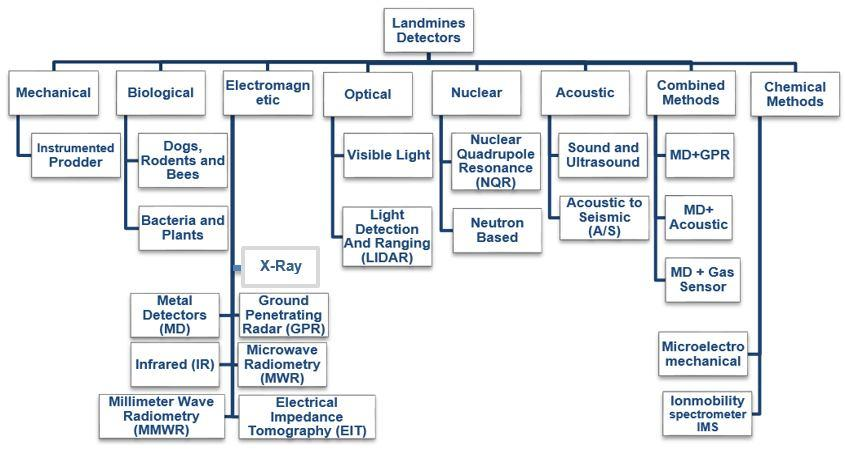 Landmines
Detectors
Mechanical
Biological
Electromagn
etic
Optical
Nuclear
Acoustic
Combined
Methods
Chemical
Methods
Instrumented
Prodder
Dogs,
Rodents and
Bees
Bacteria and
Plants
X-Ray
Metal
Detectors
(MD)
Ground
Penetrating
Radar (GPR)
Infrared (IR)
Microwave
Radiometry
(MWR)
Millimeter Wave
Radiometry
(MMWR)
Electrical
Impedance
Tomography (EIT)
Visible Light
Light
Detection
And Ranging
(LIDAR)
Nuclear
Quadrupole
Resonance
(NQR)
Neutron
Based
Sound and
Ultrasound
Acoustic to
Seismic
(A/S)
MD+GPR
MD+
Acoustic
MD + Gas
Sensor
Microelectro
mechanical
Ionmobility
spectrometer
IMS